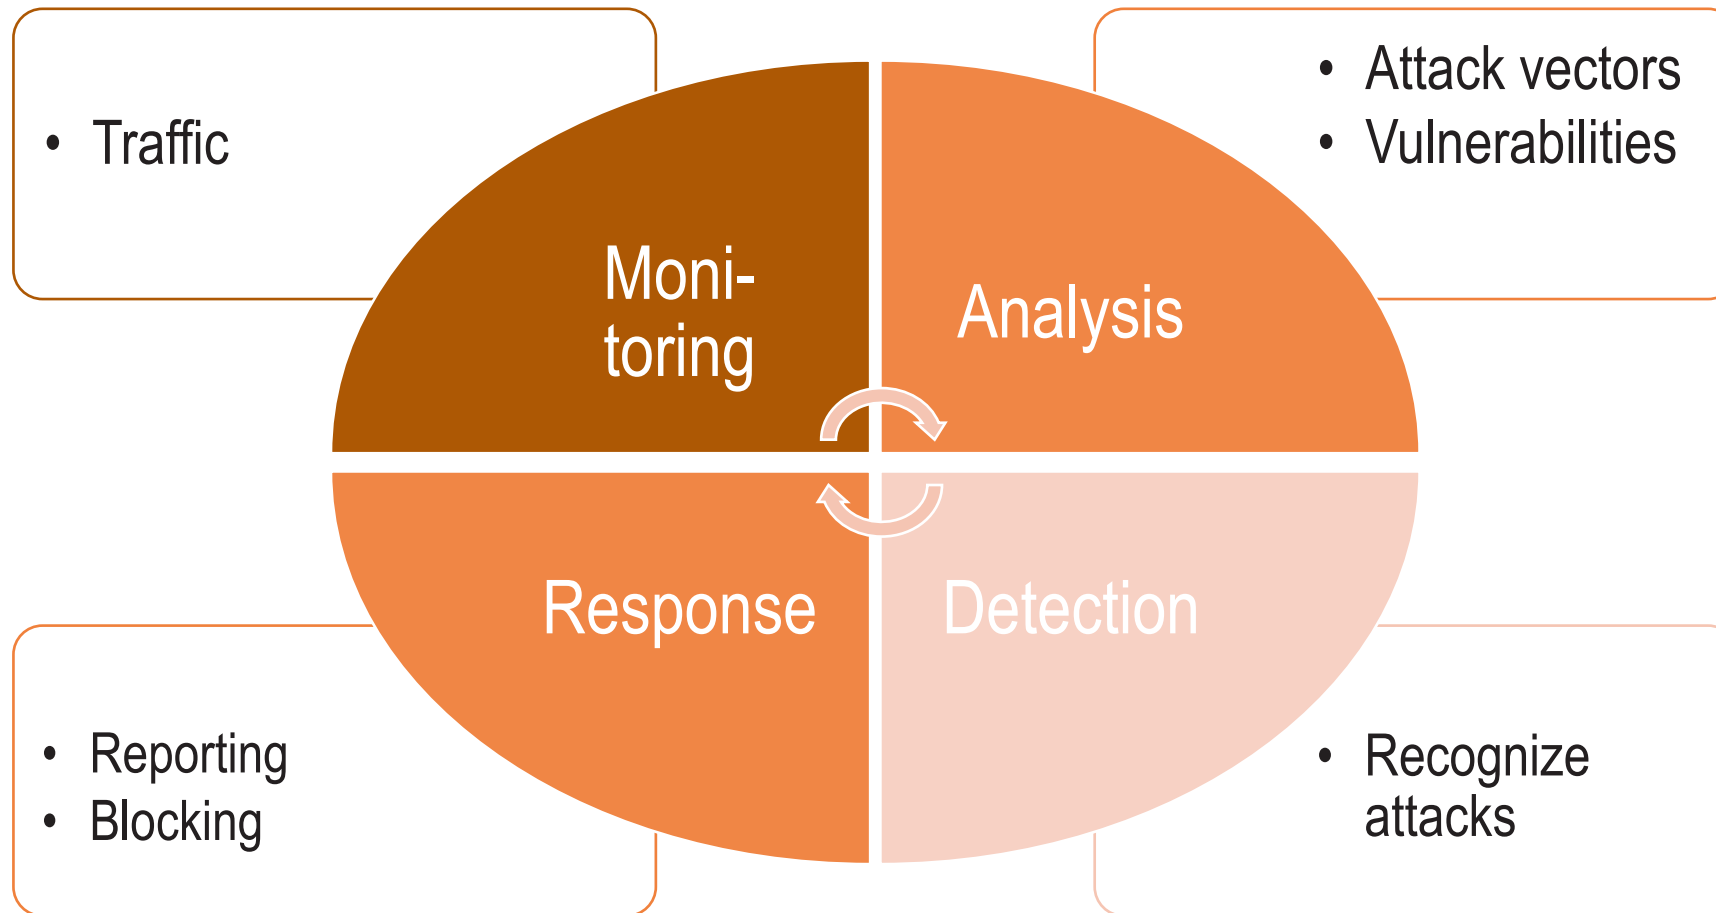 • Traffic
• Attack vectors
• Vulnerabilities
Moni-
toring
Analysis
Response
Detection
• Reporting
• Blocking
• Recognize
attacks